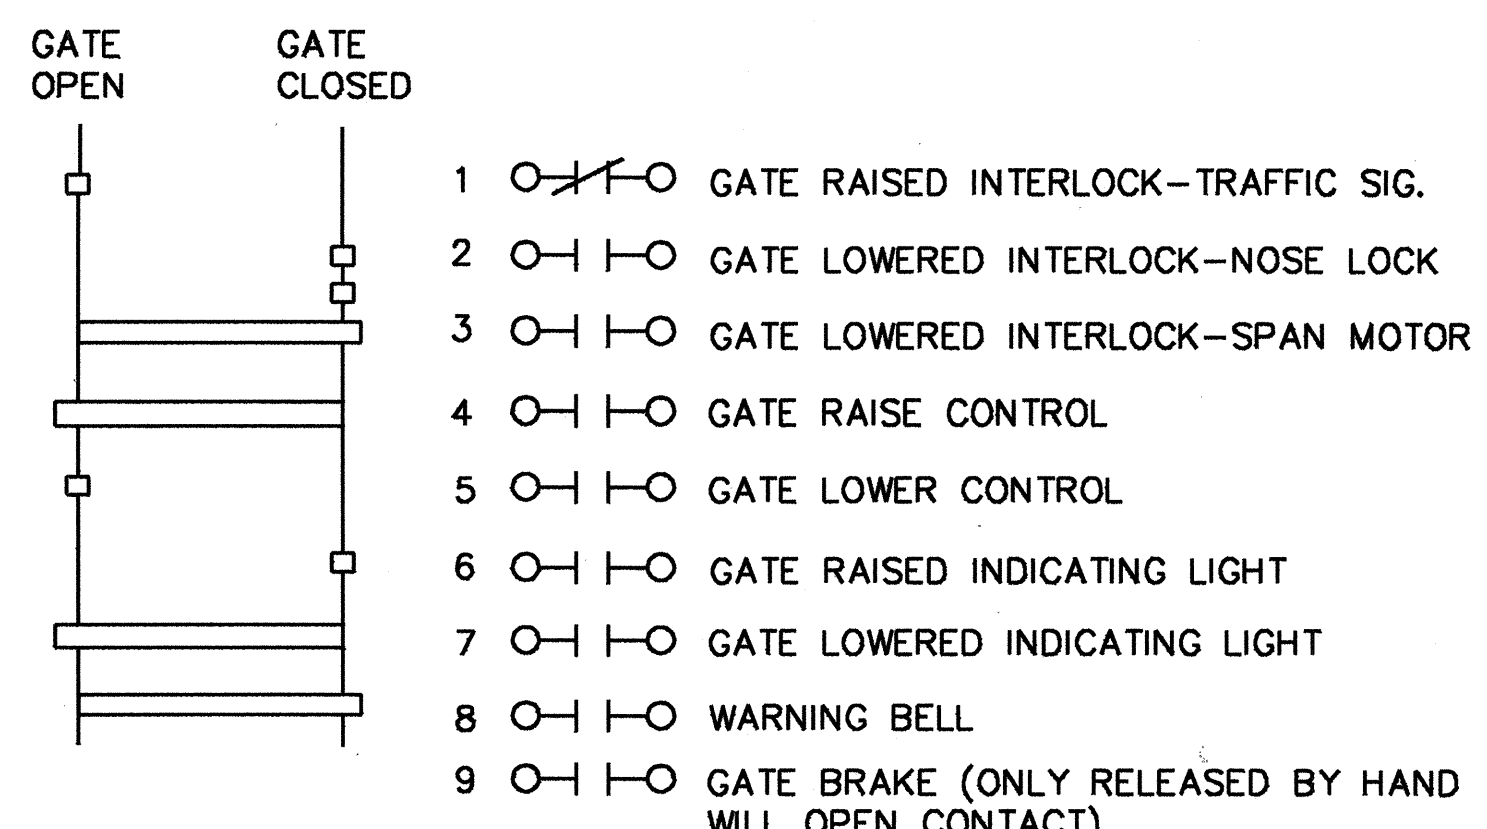 GATE OPEN
GATE CLOSED
1 GATE RAISED INTERLOCK-TRAFFIC SIG.
2 GATE LOWERED INTERLOCK-NOSE LOCK
3 GATE LOWERED INTERLOCK-SPAN MOTOR
4 GATE RAISE CONTROL
5 GATE LOWER CONTROL
6 GATE RAISED INDICATING LIGHT
7 GATE LOWERED INDICATING LIGHT
8 WARNING BELL
9 GATE BRAKE (ONLY RELEASED BY HAND
WILL OPEN CONTACT)